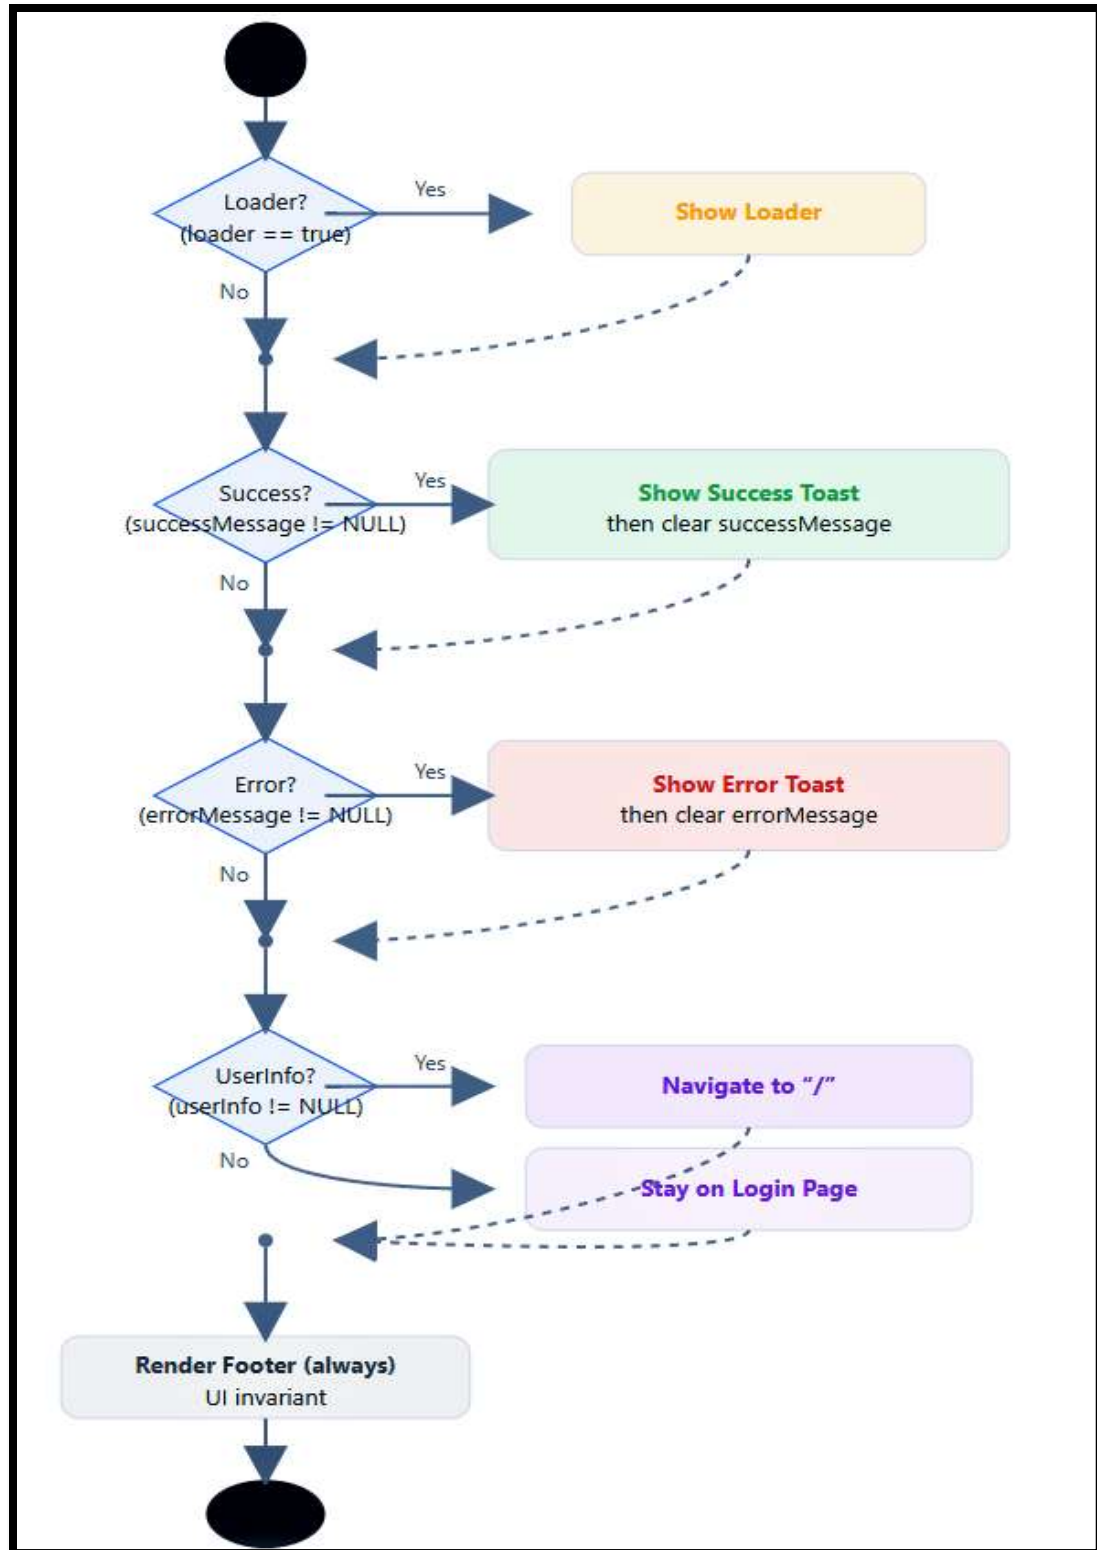 Loader?
(loader == true)
Yes
Show Loader
No
Success?
(successMessage != NULL)
Yes
Show Success Toast
then clear successMessage
No
Error?
(errorMessage != NULL)
Yes
Show Error Toast
then clear errorMessage
No
UserInfo?
(userInfo != NULL)
Yes
Navigate to “/”
No
Stay on Login Page
Render Footer (always)
UI invariant